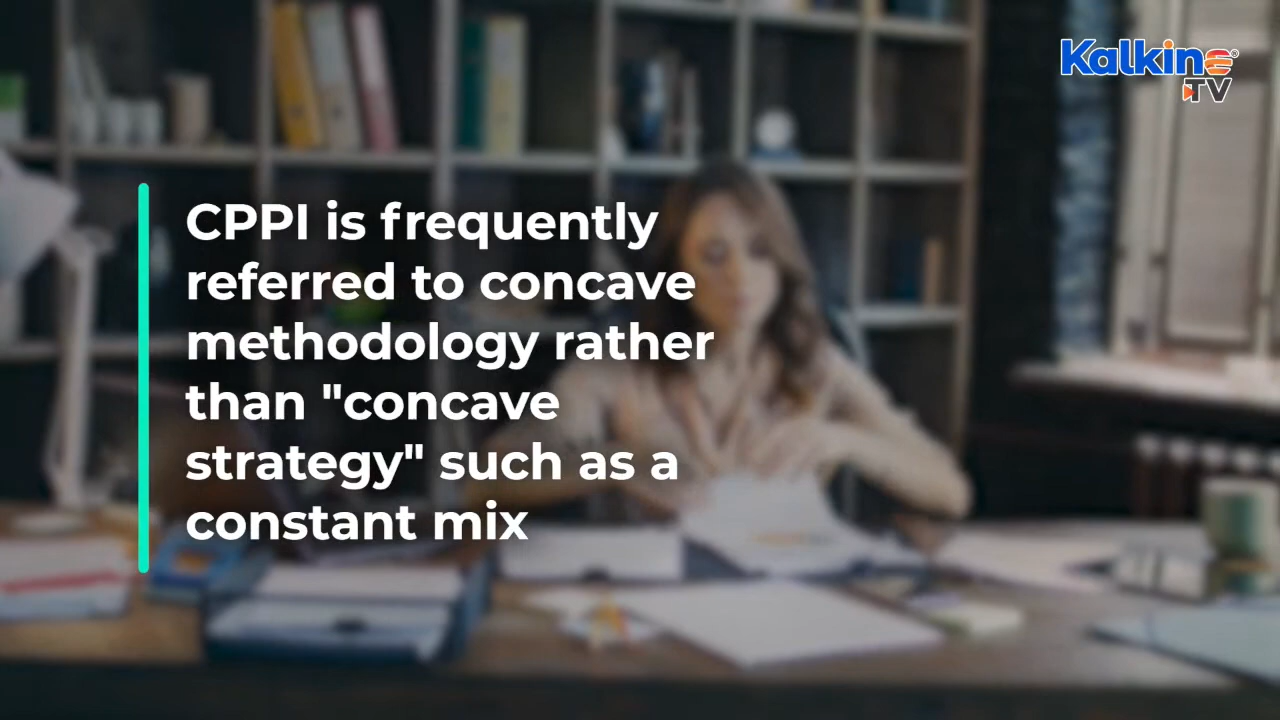 Kalkine
TV
CPPI is frequently
referred to concave
methodology rather
than "concave
strategy" such as a
constant mix